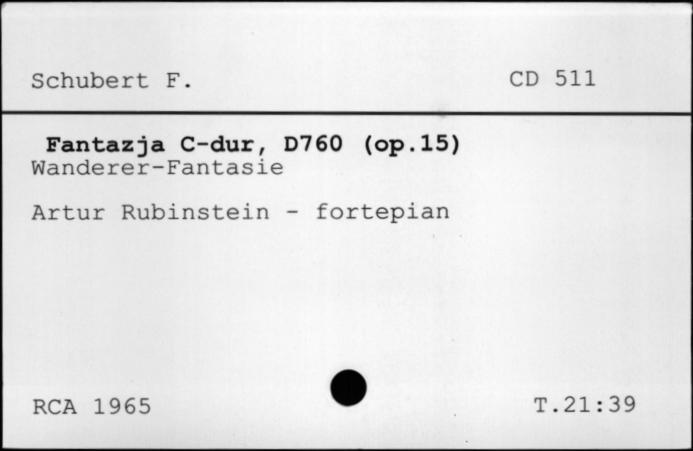 Schubert F. CD 511
Fantazja C-dur, D760 (op.15)
Wanderer-Fantasie
Artur Rubinstein - fortepian
RCA 1965 T.21:39